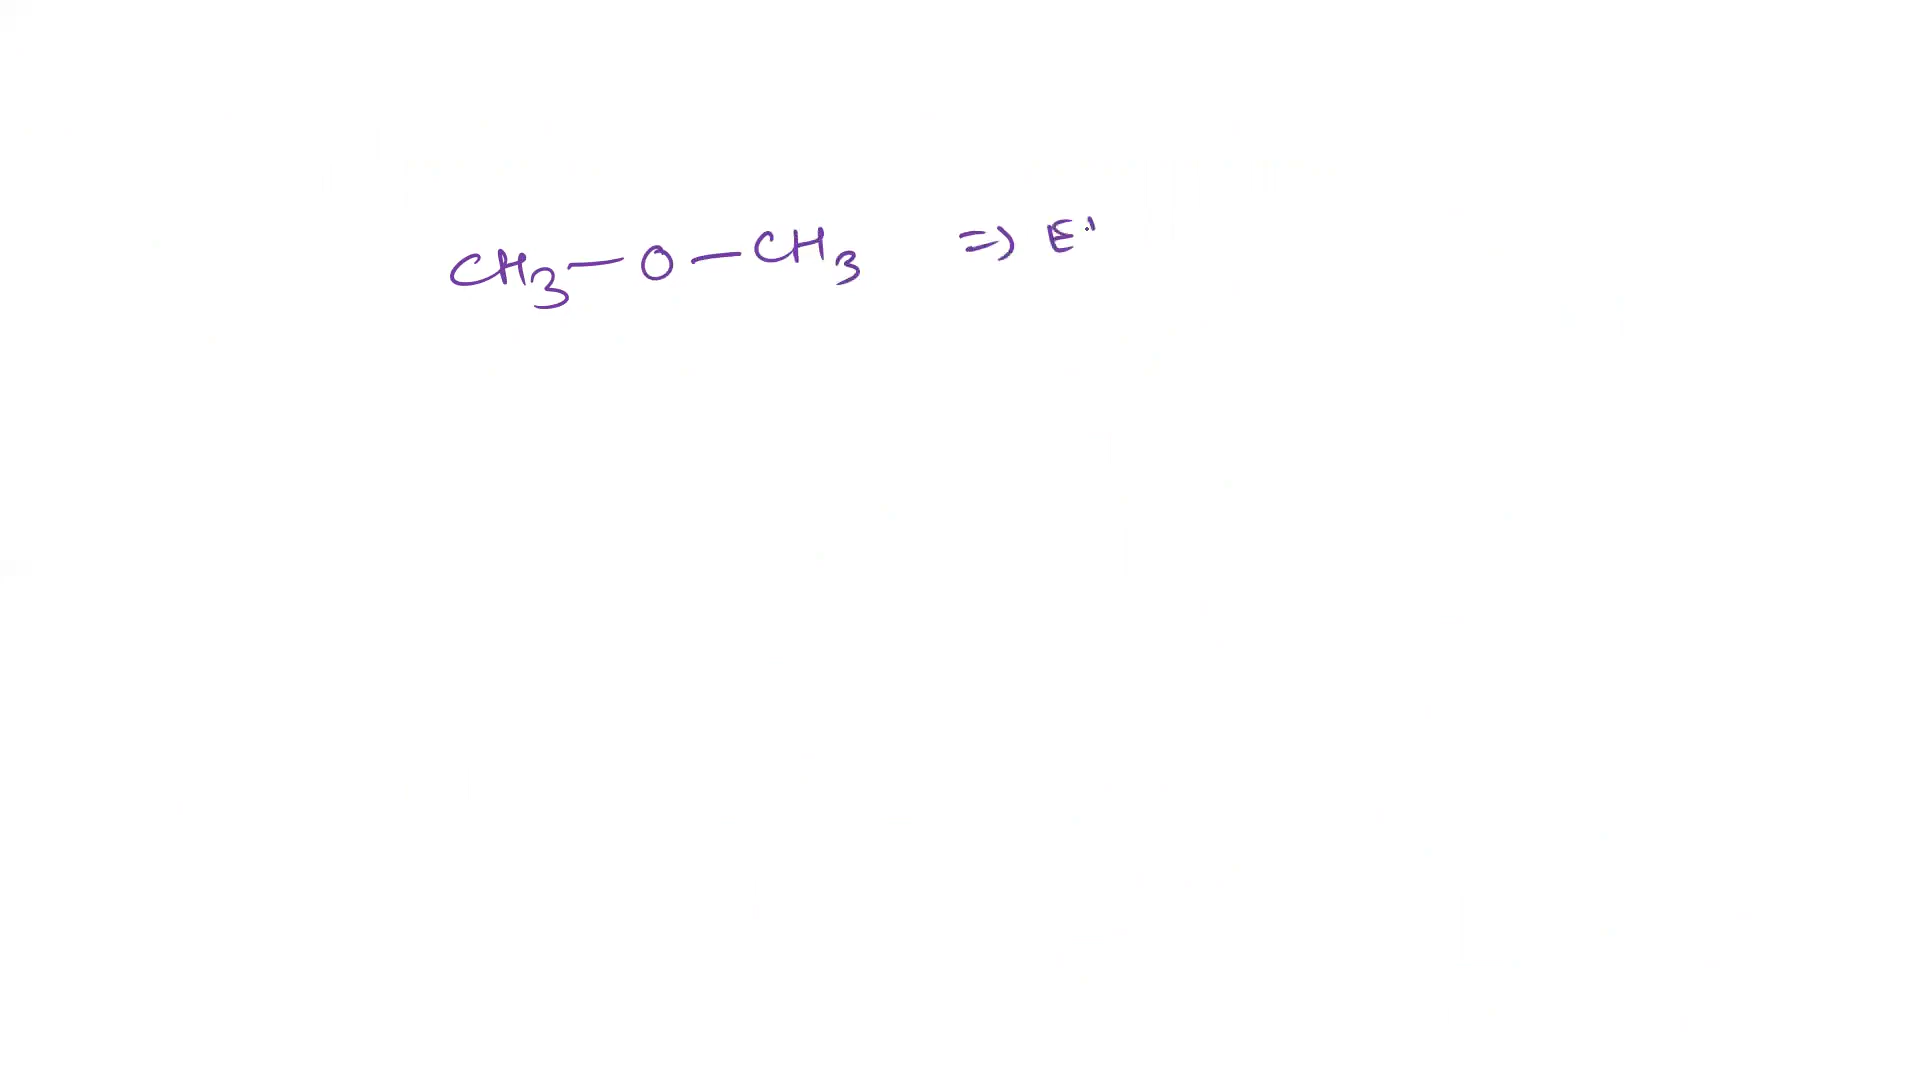 CH₃ — O — CH₃ => E